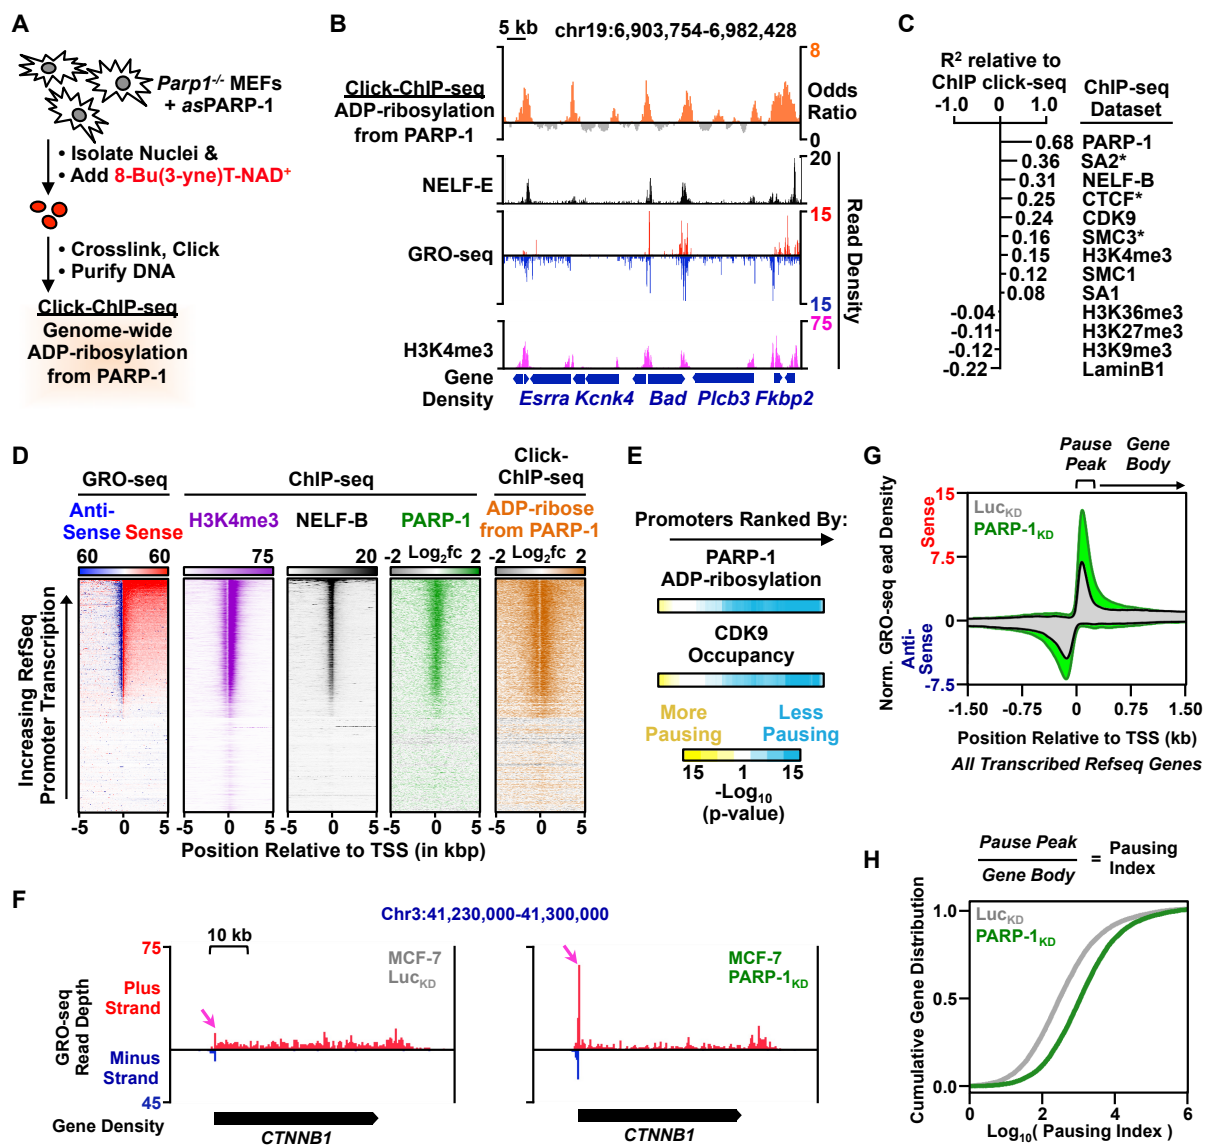 A
Parp1-/- MEFs
+ asPARP-1
• Isolate Nuclei &
• Add 8-Bu(3-yne)T-NAD+
• Crosslink, Click
• Purify DNA
Click-ChIP-seq
Genome-wide
ADP-ribosylation
from PARP-1
B
5 kb
chr19:6,903,754-6,982,428
8
Click-ChIP-seq
ADP-ribosylation
from PARP-1
Odds
Ratio
0
20
NELF-E
15
GRO-seq
15
75
H3K4me3
Read Density
Gene
Density
Esrra Kcnk4 Bad Plcb3 Fkbp2
C
R2 relative to
ChIP click-seq
-1.0 0 1.0
ChIP-seq
Dataset
0.68 PARP-1
0.36 SA2*
0.31 NELF-B
0.25 CTCF*
0.24 CDK9
0.16 SMC3*
0.15 H3K4me3
0.12 SMC1
0.08 SA1
-0.04 H3K36me3
-0.11 H3K27me3
-0.12 H3K9me3
-0.22 LaminB1
D
GRO-seq
ChIP-seq
Click-
ChIP-seq
Anti-
Sense Sense
H3K4me3
NELF-B
PARP-1
ADP-ribose
from PARP-1
60 60
75
20
-2 Log2fc 2
-2 Log2fc 2
Increasing RefSeq
Promoter Transcription
-5 0 5
-5 0 5
-5 0 5
-5 0 5
-5 0 5
Position Relative to TSS (in kbp)
E
Promoters Ranked By:
PARP-1
ADP-ribosylation
CDK9
Occupancy
More
Pausing
Less
Pausing
15 1 15
-Log10
(p-value)
F
Chr3:41,230,000-41,300,000
10 kb
75
GRO-seq
Read Depth
Plus
Strand
Minus
Strand
45
MCF-7
LucKD
MCF-7
PARP-1KD
Gene Density
CTNNB1
CTNNB1
G
Pause
Peak
Gene
Body
Norm. GRO-seq ead Density
Sense
Anti-
Sense
15
7.5
0
-7.5
LucKD
PARP-1KD
-1.50 -0.75 0 0.75 1.50
Position Relative to TSS (kb)
All Transcribed Refseq Genes
H
Pause Peak
Gene Body
= Pausing
Index
Cumulative Gene Distribution
1.0
0.5
0.0
LucKD
PARP-1KD
0 2 4 6
Log10( Pausing Index )